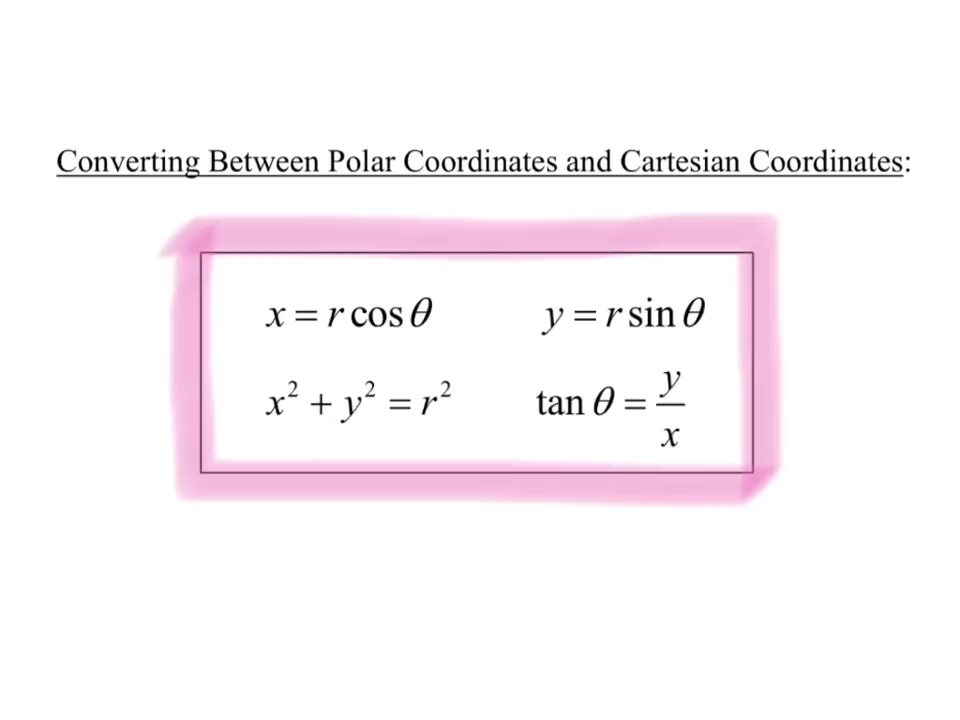 Converting Between Polar Coordinates and Cartesian Coordinates:
x = r cos θ y = r sin θ
x² + y² = r² tan θ = y/x